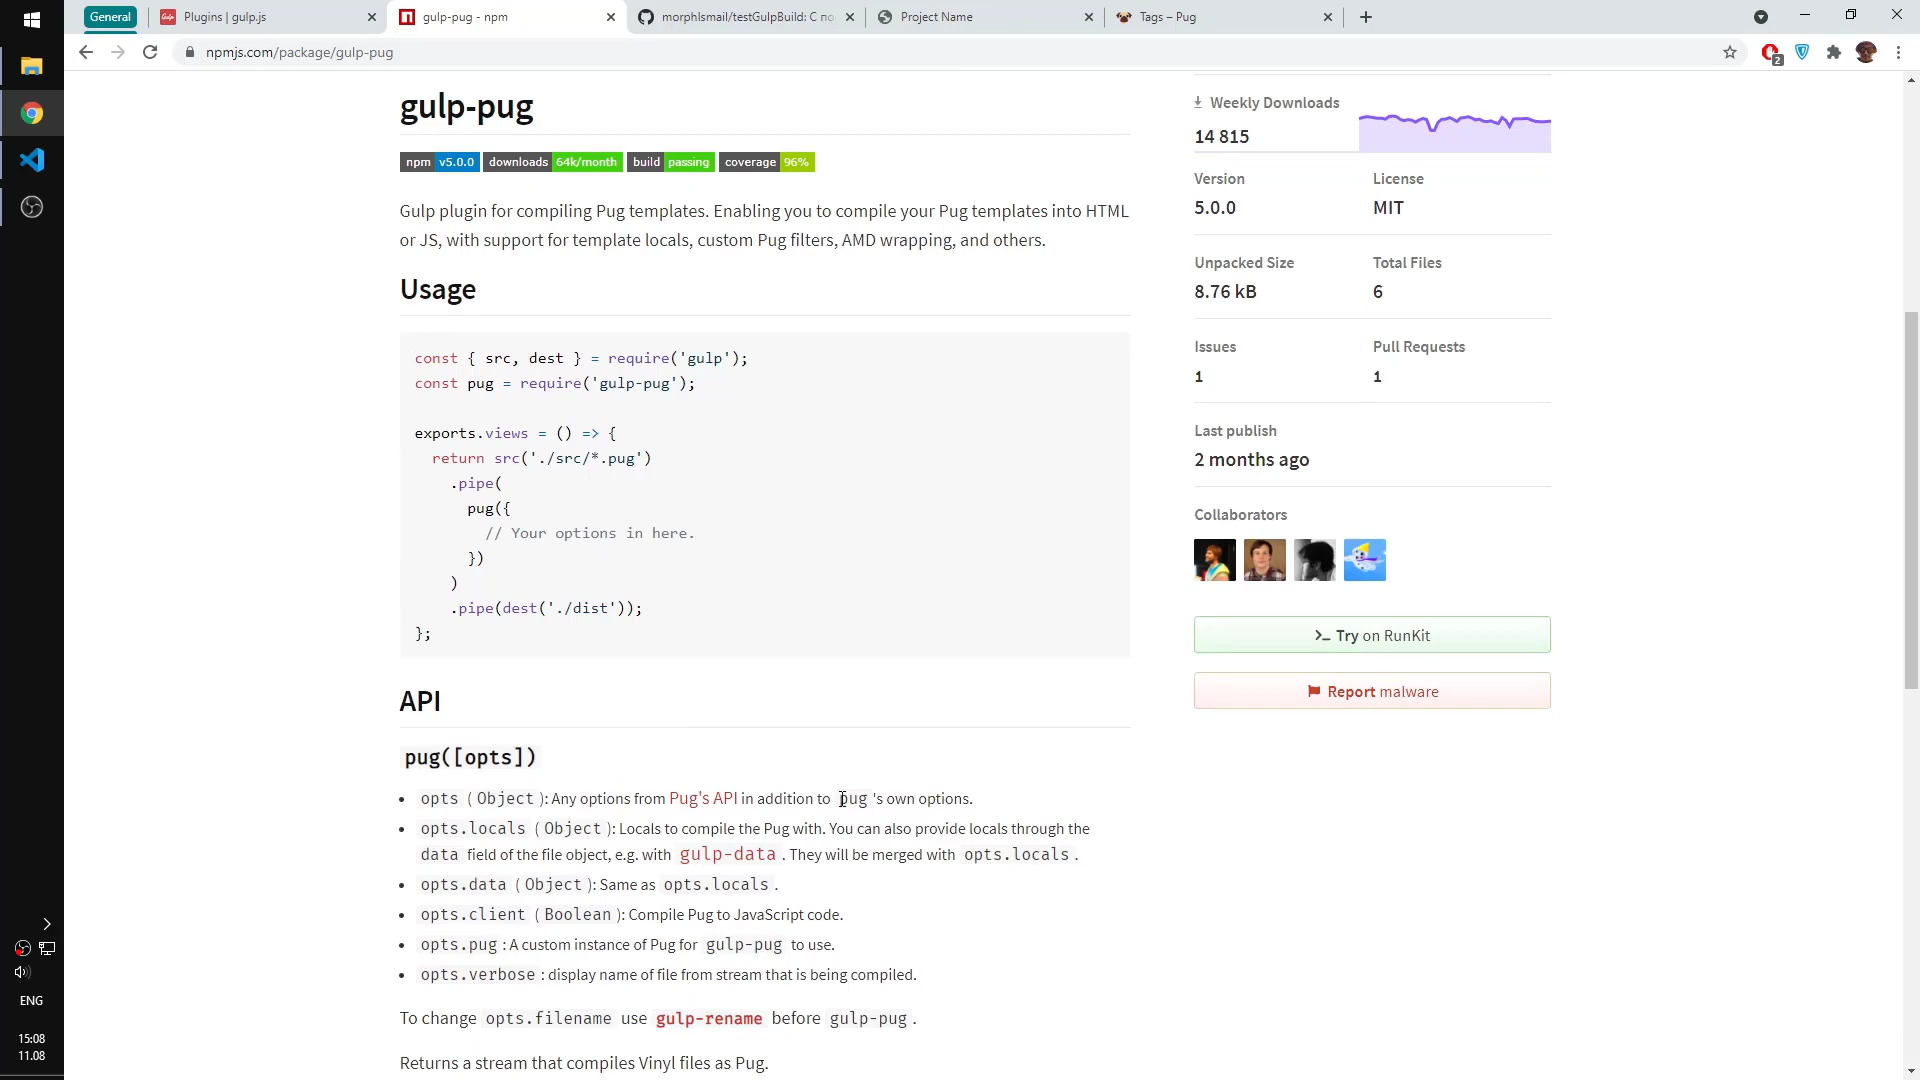 General
Plugins | gulp.js
gulp-pug - npm
morphIsmail/testGulpBuild: С по
Project Name
Tags – Pug
npmjs.com/package/gulp-pug
2
gulp-pug
npm v5.0.0 downloads 64k/month build passing coverage 96%
Gulp plugin for compiling Pug templates. Enabling you to compile your Pug templates into HTML
or JS, with support for template locals, custom Pug filters, AMD wrapping, and others.
Usage
const { src, dest } = require('gulp');
const pug = require('gulp-pug');
exports.views = () => {
return src('./src/*.pug')
.pipe(
pug({
// Your options in here.
})
)
.pipe(dest('./dist'));
};
API
pug([opts])
opts ( Object ): Any options from Pug's API in addition to pug 's own options.
opts.locals ( Object ): Locals to compile the Pug with. You can also provide locals through the
data field of the file object, e.g. with gulp-data . They will be merged with opts.locals .
opts.data ( Object ): Same as opts.locals .
opts.client ( Boolean ): Compile Pug to JavaScript code.
opts.pug : A custom instance of Pug for gulp-pug to use.
opts.verbose : display name of file from stream that is being compiled.
To change opts.filename use gulp-rename before gulp-pug .
Returns a stream that compiles Vinyl files as Pug.
Weekly Downloads
14 815
Version License
5.0.0 MIT
Unpacked Size Total Files
8.76 kB 6
Issues Pull Requests
1 1
Last publish
2 months ago
Collaborators
Try on RunKit
Report malware
ENG
15:08
11.08